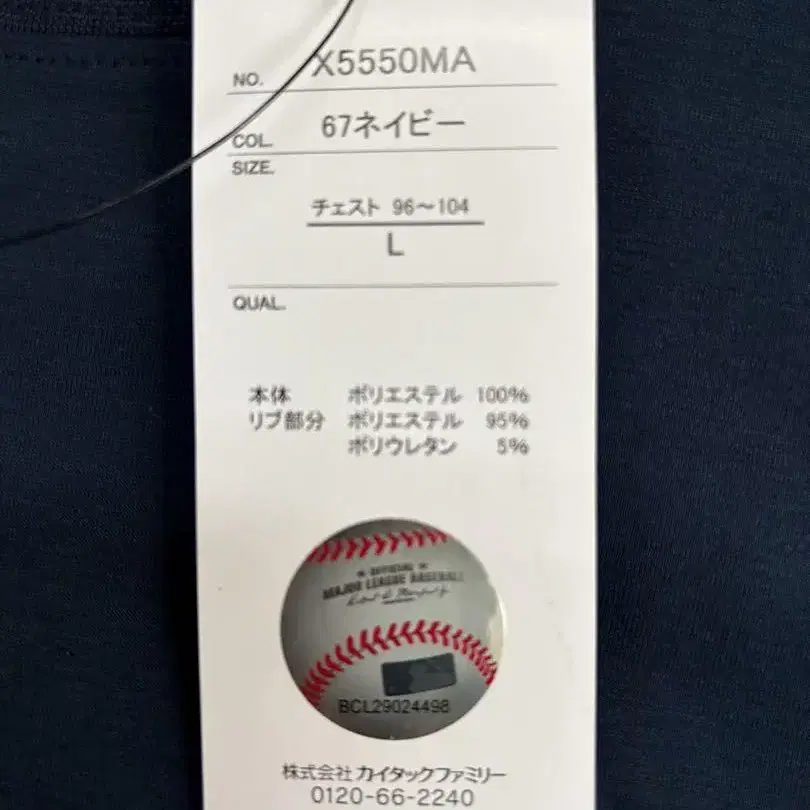 NO. X5550MA
COL. 67ネイビー
SIZE.
チェスト 96～104
L
QUAL.
本体 ポリエステル 100%
リブ部分 ポリエステル 95%
ポリウレタン 5%
OFFICIAL
MAJOR LEAGUE BASEBALL
BCL29024498
株式会社 カイタックファミリー
0120-66-2240